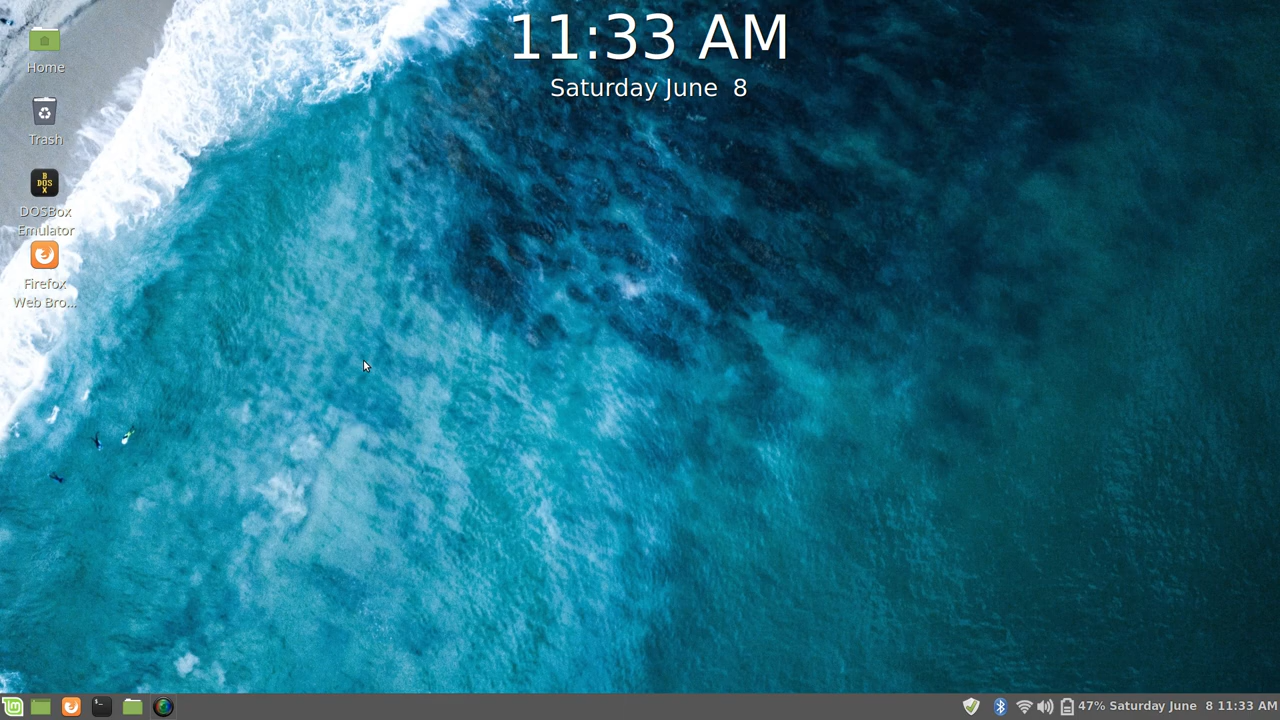 11:33 AM
Saturday June 8
Home
Trash
B
DOS
X
DOSBox
Emulator
Firefox
Web Bro...
47% Saturday June 8 11:33 AM